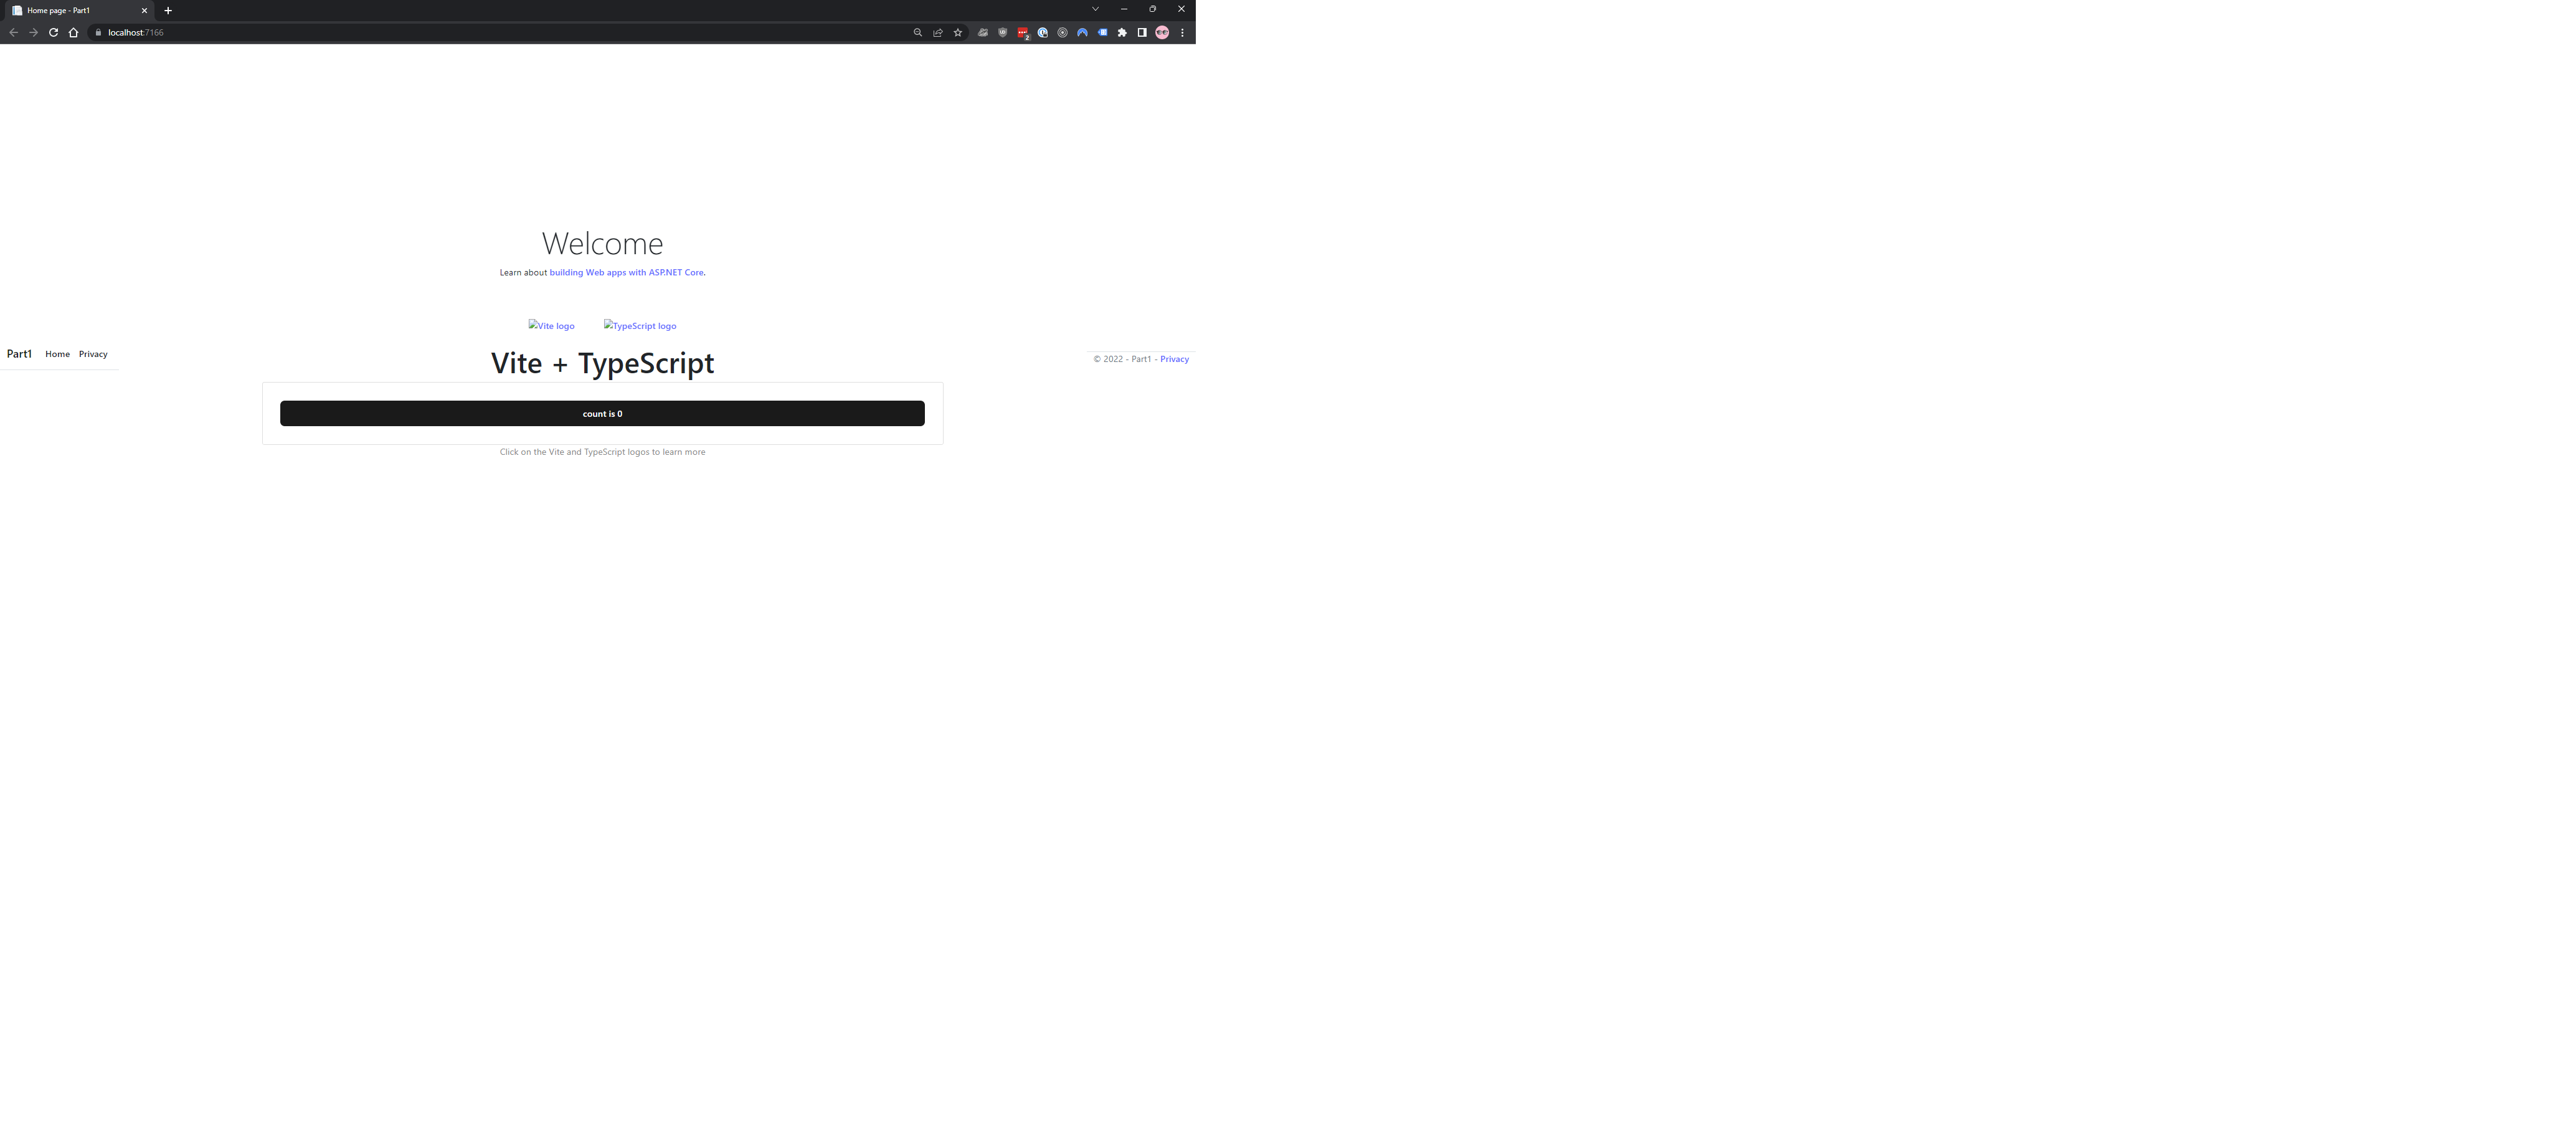 Home page - Part1
localhost:7166
2
Welcome
Learn about building Web apps with ASP.NET Core.
Vite logo
TypeScript logo
Part1 Home Privacy
Vite + TypeScript
© 2022 - Part1 - Privacy
count is 0
Click on the Vite and TypeScript logos to learn more